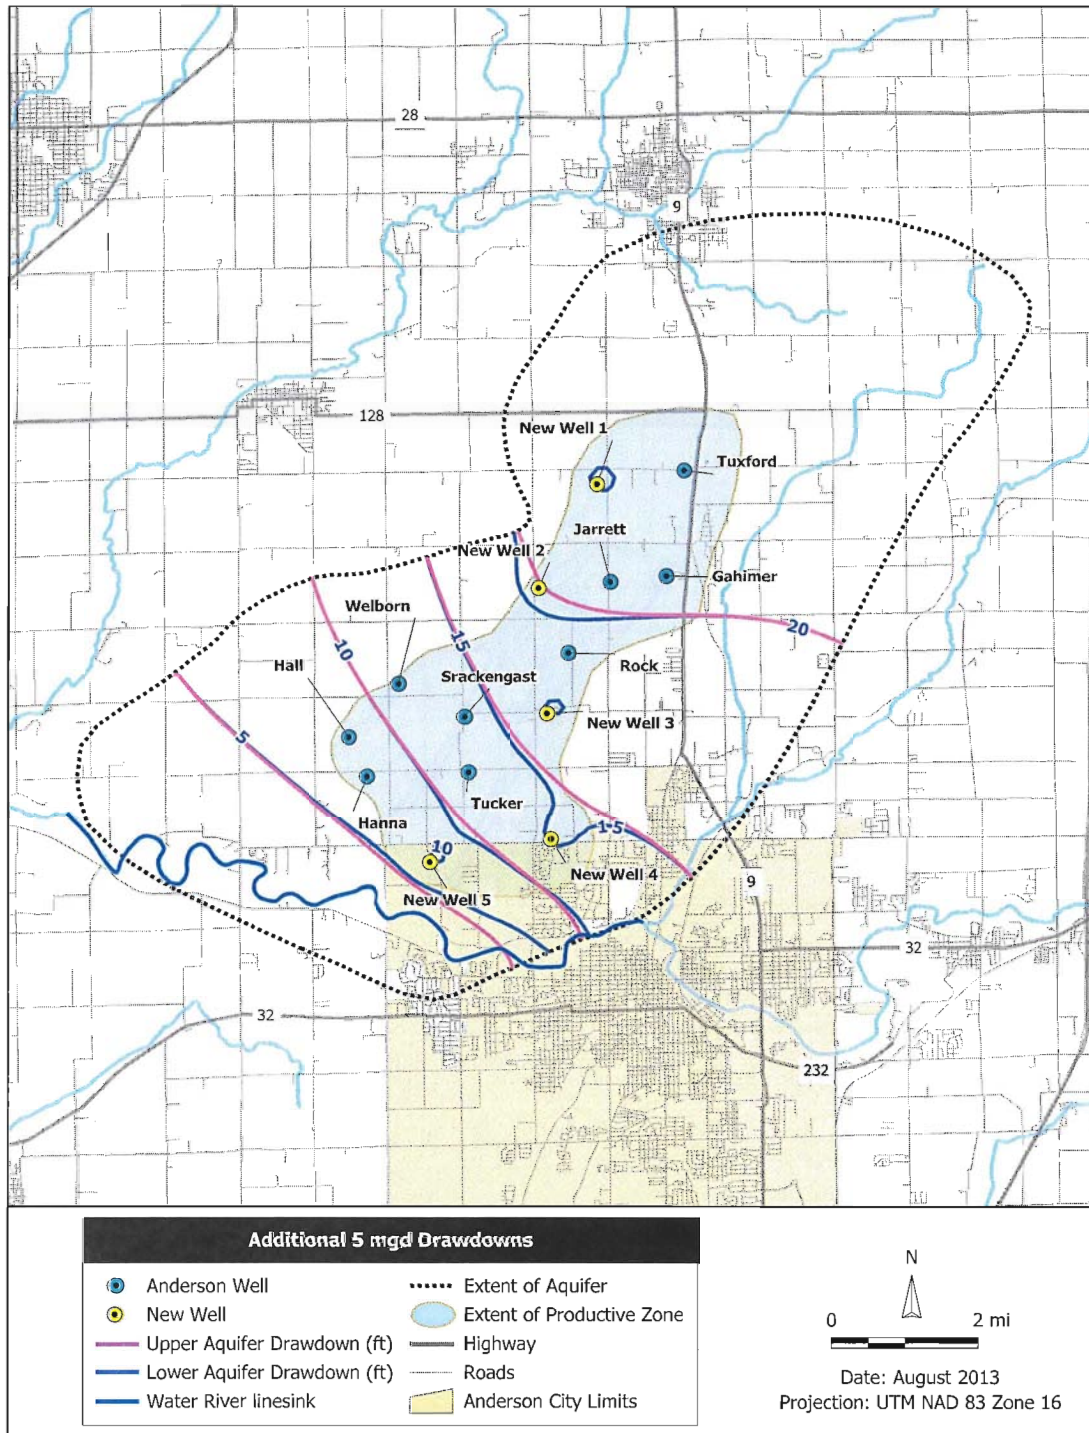 28
9
128
New Well 1
Tuxford
Jarrett
New Well 2
Gahimer
Welborn
20
15
10
Hall
Srackengast
Rock
New Well 3
5
Tucker
Hanna
15
10
New Well 4
9
New Well 5
32
32
232
Additional 5 mgd Drawdowns
Anderson Well
New Well
Upper Aquifer Drawdown (ft)
Lower Aquifer Drawdown (ft)
Water River linesink
Extent of Aquifer
Extent of Productive Zone
Highway
Roads
Anderson City Limits
N
0 2 mi
Date: August 2013
Projection: UTM NAD 83 Zone 16